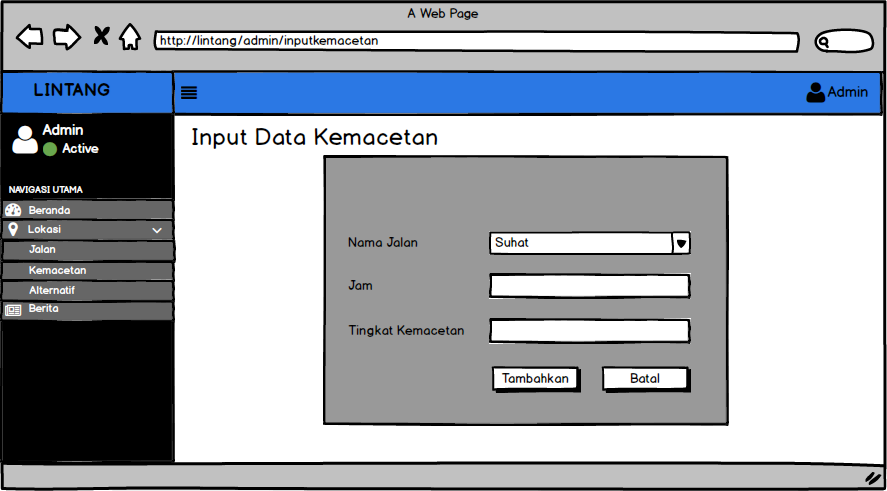 A Web Page
http://lintang/admin/inputkemacetan
LINTANG
Admin
Admin
Active
NAVIGASI UTAMA
Beranda
Lokasi
Jalan
Kemacetan
Alternatif
Berita
Input Data Kemacetan
Nama Jalan
Suhat
Jam
Tingkat Kemacetan
Tambahkan
Batal